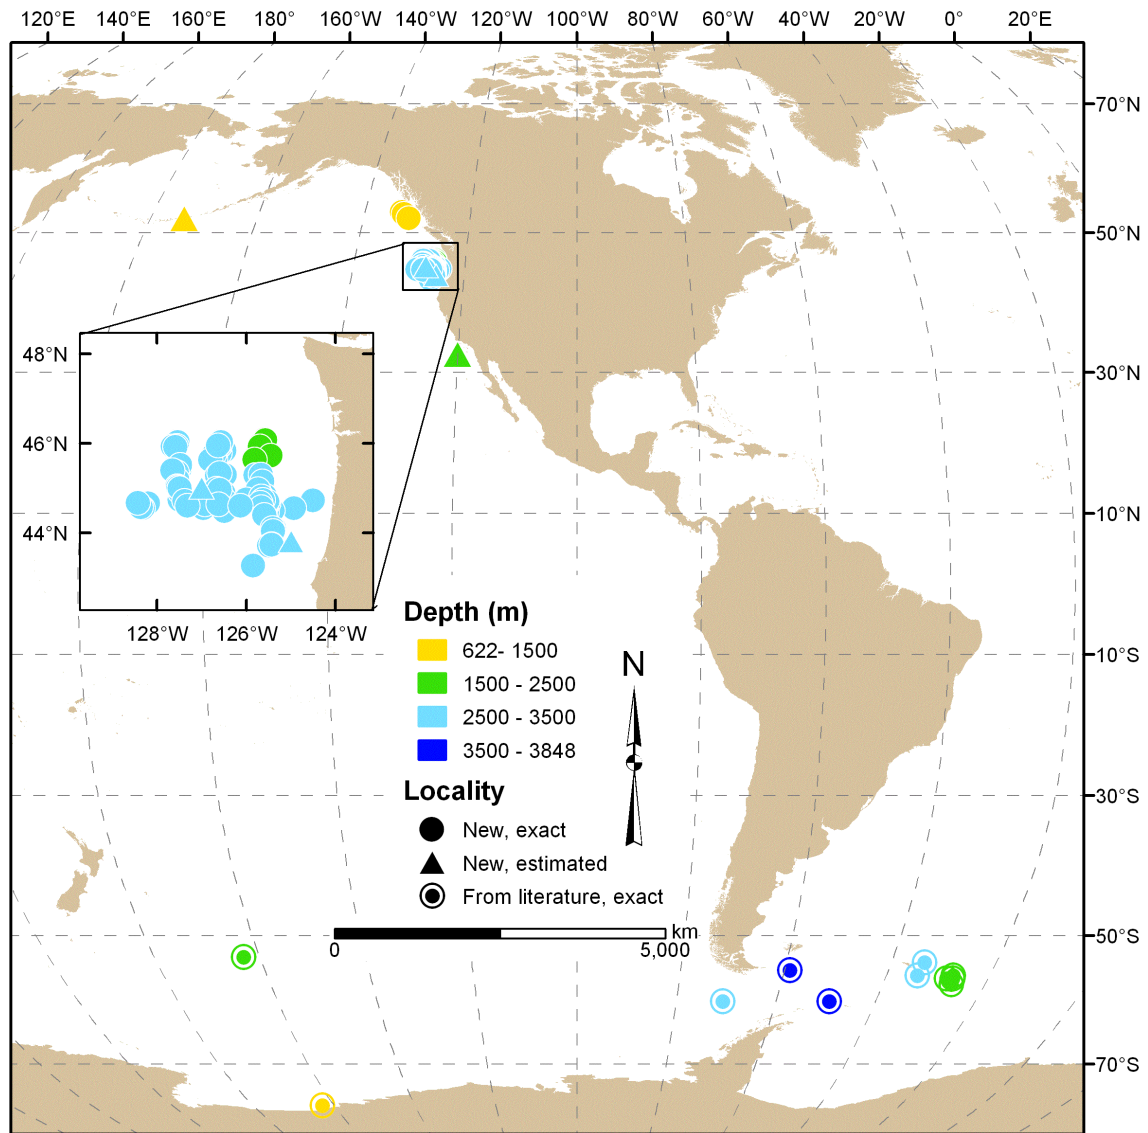 120°E 140°E 160°E 180° 160°W 140°W 120°W 100°W 80°W 60°W 40°W 20°W 0° 20°E
70°N
50°N
30°N
10°N
10°S
30°S
50°S
70°S
48°N
46°N
44°N
128°W 126°W 124°W
Depth (m)
622- 1500
1500 - 2500
2500 - 3500
3500 - 3848
N
Locality
New, exact
New, estimated
From literature, exact
km
0 5,000